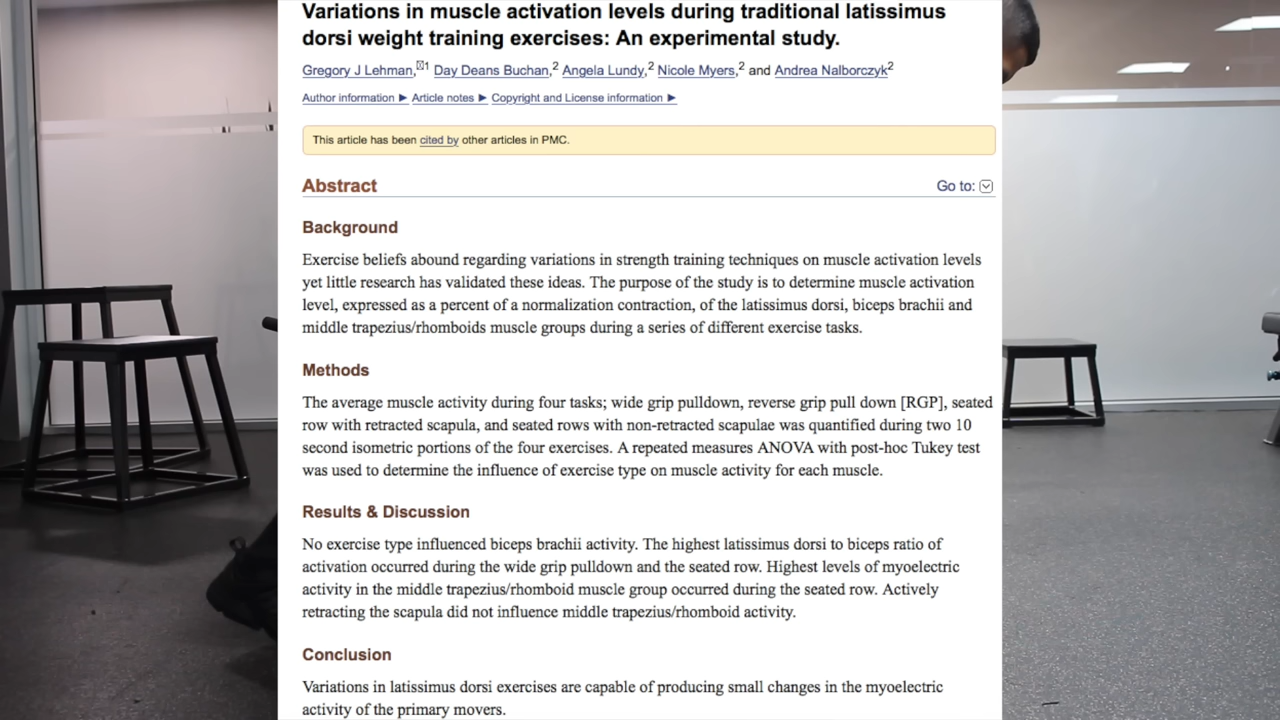 Variations in muscle activation levels during traditional latissimus
dorsi weight training exercises: An experimental study.
Gregory J Lehman,1 Day Deans Buchan,2 Angela Lundy,2 Nicole Myers,2 and Andrea Nalborczyk2
Author information ► Article notes ► Copyright and License information ►
This article has been cited by other articles in PMC.
Abstract
Go to:
Background
Exercise beliefs abound regarding variations in strength training techniques on muscle activation levels
yet little research has validated these ideas. The purpose of the study is to determine muscle activation
level, expressed as a percent of a normalization contraction, of the latissimus dorsi, biceps brachii and
middle trapezius/rhomboids muscle groups during a series of different exercise tasks.
Methods
The average muscle activity during four tasks; wide grip pulldown, reverse grip pull down [RGP], seated
row with retracted scapula, and seated rows with non-retracted scapulae was quantified during two 10
second isometric portions of the four exercises. A repeated measures ANOVA with post-hoc Tukey test
was used to determine the influence of exercise type on muscle activity for each muscle.
Results & Discussion
No exercise type influenced biceps brachii activity. The highest latissimus dorsi to biceps ratio of
activation occurred during the wide grip pulldown and the seated row. Highest levels of myoelectric
activity in the middle trapezius/rhomboid muscle group occurred during the seated row. Actively
retracting the scapula did not influence middle trapezius/rhomboid activity.
Conclusion
Variations in latissimus dorsi exercises are capable of producing small changes in the myoelectric
activity of the primary movers.